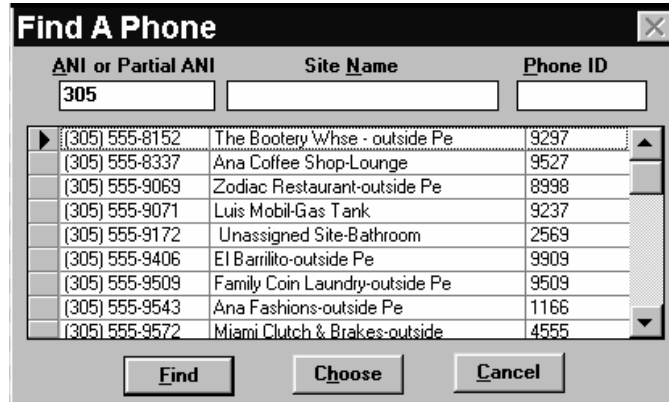 Find A Phone
ANI or Partial ANI Site Name Phone ID
305
(305) 555-8152 The Bootery Whse - outside Pe 9297
(305) 555-8337 Ana Coffee Shop-Lounge 9527
(305) 555-9069 Zodiac Restaurant-outside Pe 8998
(305) 555-9071 Luis Mobil-Gas Tank 9237
(305) 555-9172 Unassigned Site-Bathroom 2569
(305) 555-9406 El Barrilito-outside Pe 9909
(305) 555-9509 Family Coin Laundry-outside Pe 9509
(305) 555-9543 Ana Fashions-outside Pe 1166
(305) 555-9572 Miami Clutch & Brakes-outside 4555
Find Choose Cancel